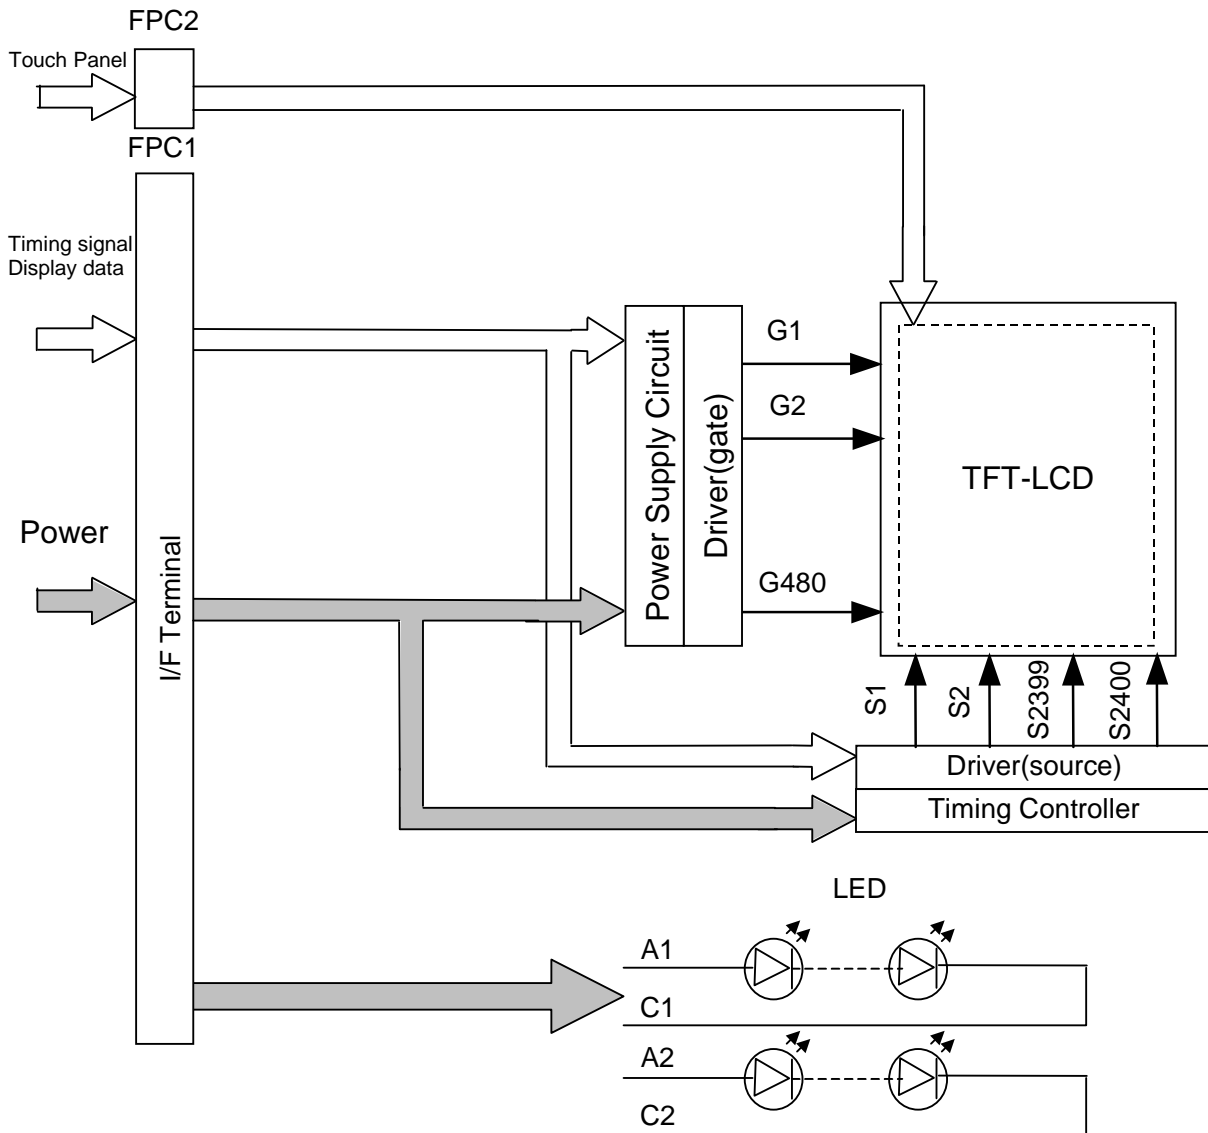 FPC2
Touch Panel
FPC1
Timing signal
Display data
Power
I/F Terminal
Power Supply Circuit
Driver(gate)
G1
G2
G480
TFT-LCD
S1
S2
S2399
S2400
Driver(source)
Timing Controller
LED
A1
C1
A2
C2